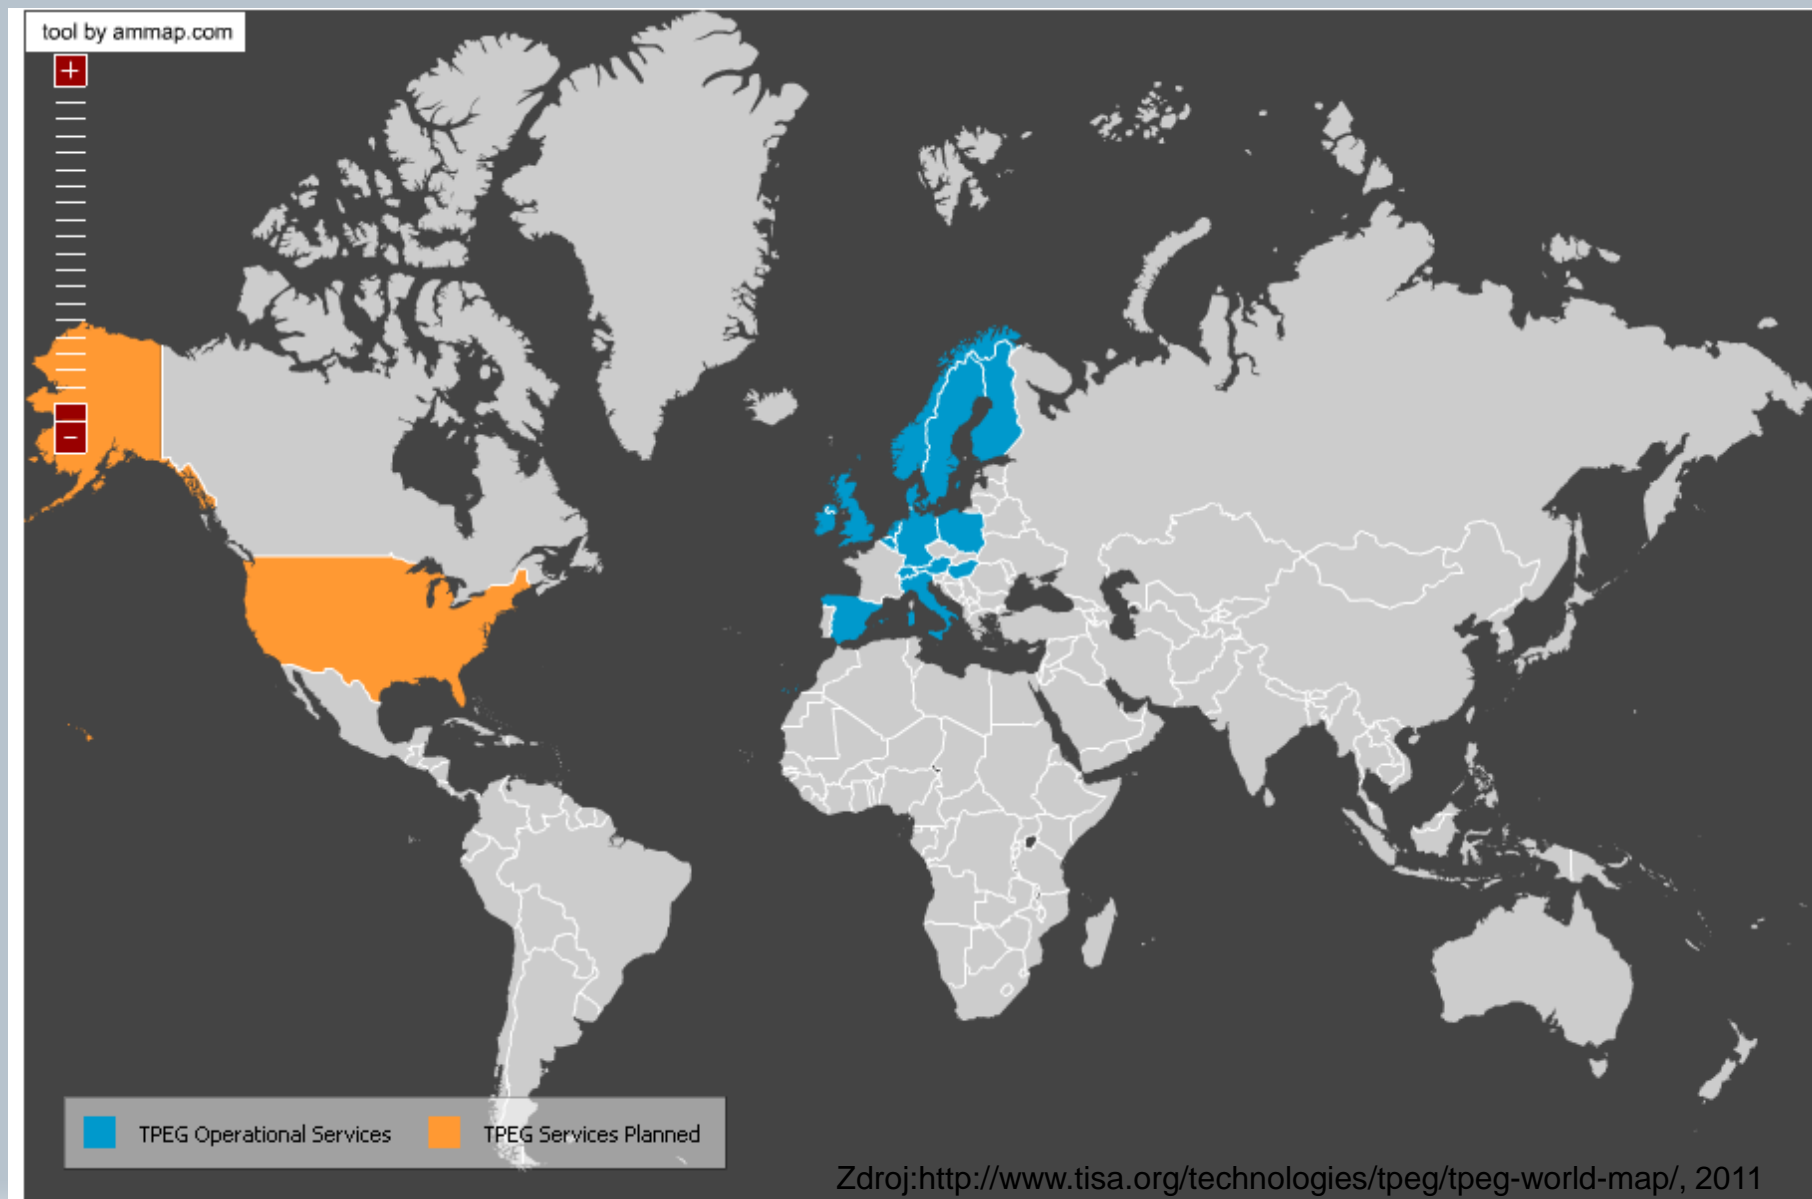 tool by ammap.com
+
−
TPEG Operational Services
TPEG Services Planned
Zdroj:http://www.tisa.org/technologies/tpeg/tpeg-world-map/, 2011